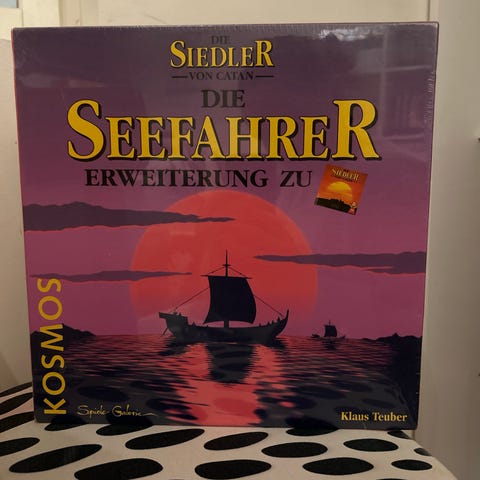 DIE
SIEDLER
VON CATAN
DIE
SEEFAHRER
ERWEITERUNG ZU
SIEDLER
KOSMOS
Spiele-Galerie
Klaus Teuber